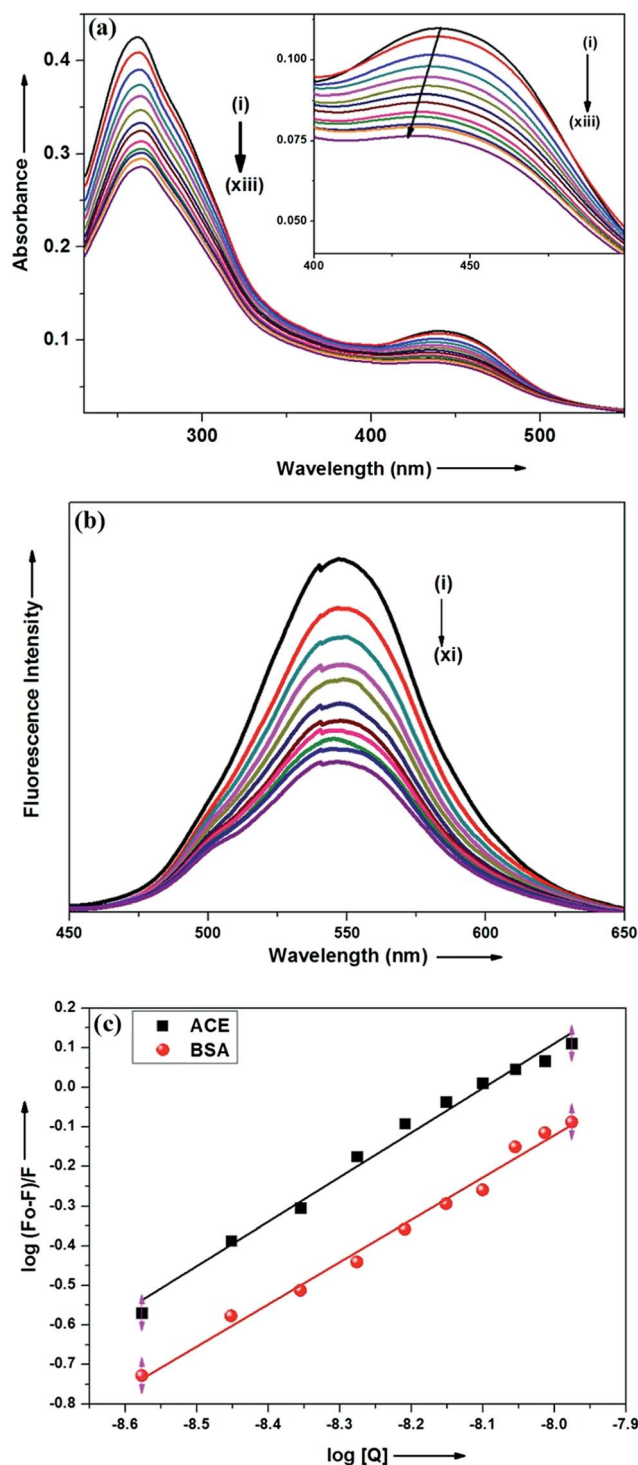 (a)
0.4
0.3
0.2
0.1
Absorbance
(i)
(xiii)
0.100
0.075
0.050
(i)
(xiii)
400
450
300
400
500
Wavelength (nm)
(b)
Fluorescence Intensity
(i)
(xi)
450
500
550
600
650
Wavelength (nm)
(c)
ACE
BSA
0.2
0.1
0.0
-0.1
-0.2
-0.3
-0.4
-0.5
-0.6
-0.7
-0.8
log (Fo-F)/F
-8.6
-8.5
-8.4
-8.3
-8.2
-8.1
-8.0
-7.9
log [Q]